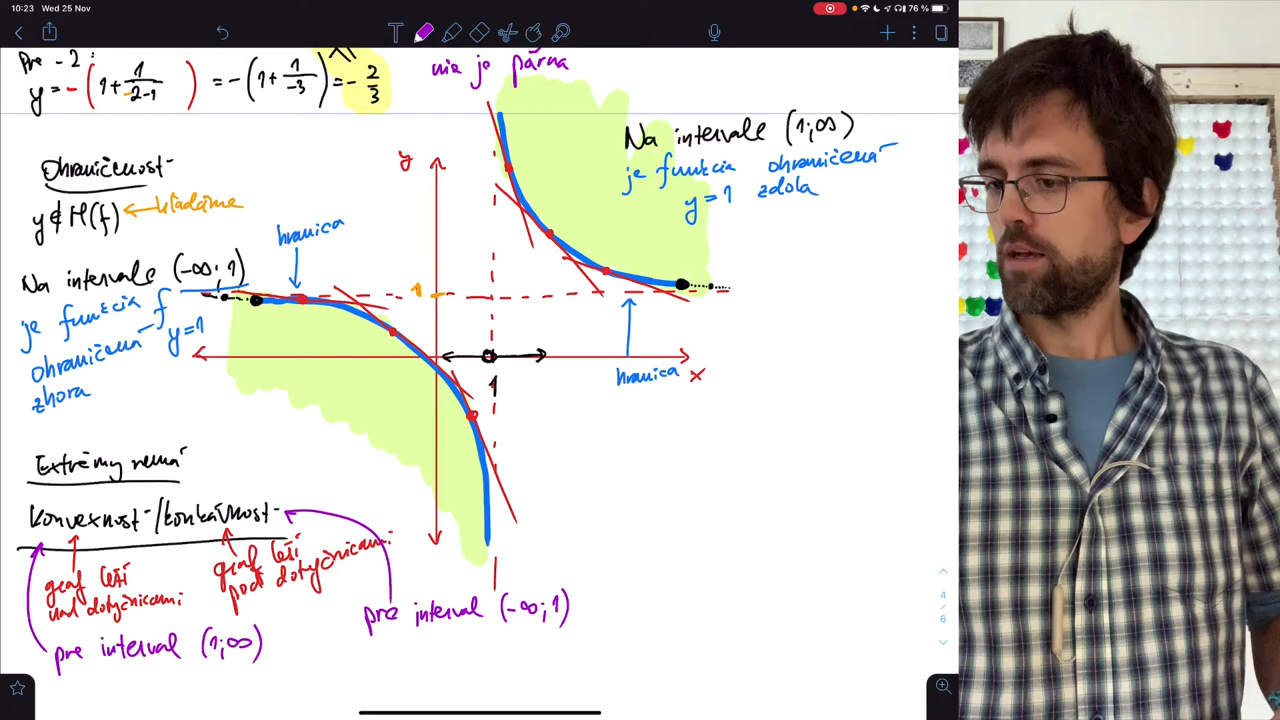 10:23 Wed 25 Nov
76 %
pre -2 :
y = -(1 + 1/-2-1) = -(1 + 1/-3) = -2/3
nie je párna
Ohraničenosť
y ∉ H(f) hľadáme
hranica
Na intervale (-∞; 1)
je funkcia f
ohraničená y=1
zhora
Na intervale (1;∞)
je funkcia ohraničená
y = 1 zdola
y
1
x
1
hranica
Extrémy nemá
Konvexnosť/konkávnosť
graf leží
nad dotyčnicami
graf leží
pod dotyčnicami
pre interval (1;∞)
pre interval (-∞; 1)
4
/
6